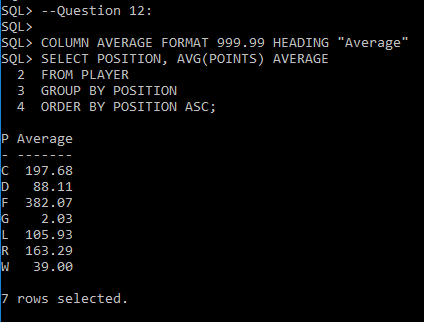 SQL> --Question 12:
SQL>
SQL> COLUMN AVERAGE FORMAT 999.99 HEADING "Average"
SQL> SELECT POSITION, AVG(POINTS) AVERAGE
  2  FROM PLAYER
  3  GROUP BY POSITION
  4  ORDER BY POSITION ASC;
P Average
- -------
C  197.68
D   88.11
F  382.07
G    2.03
L  105.93
R  163.29
W   39.00
7 rows selected.